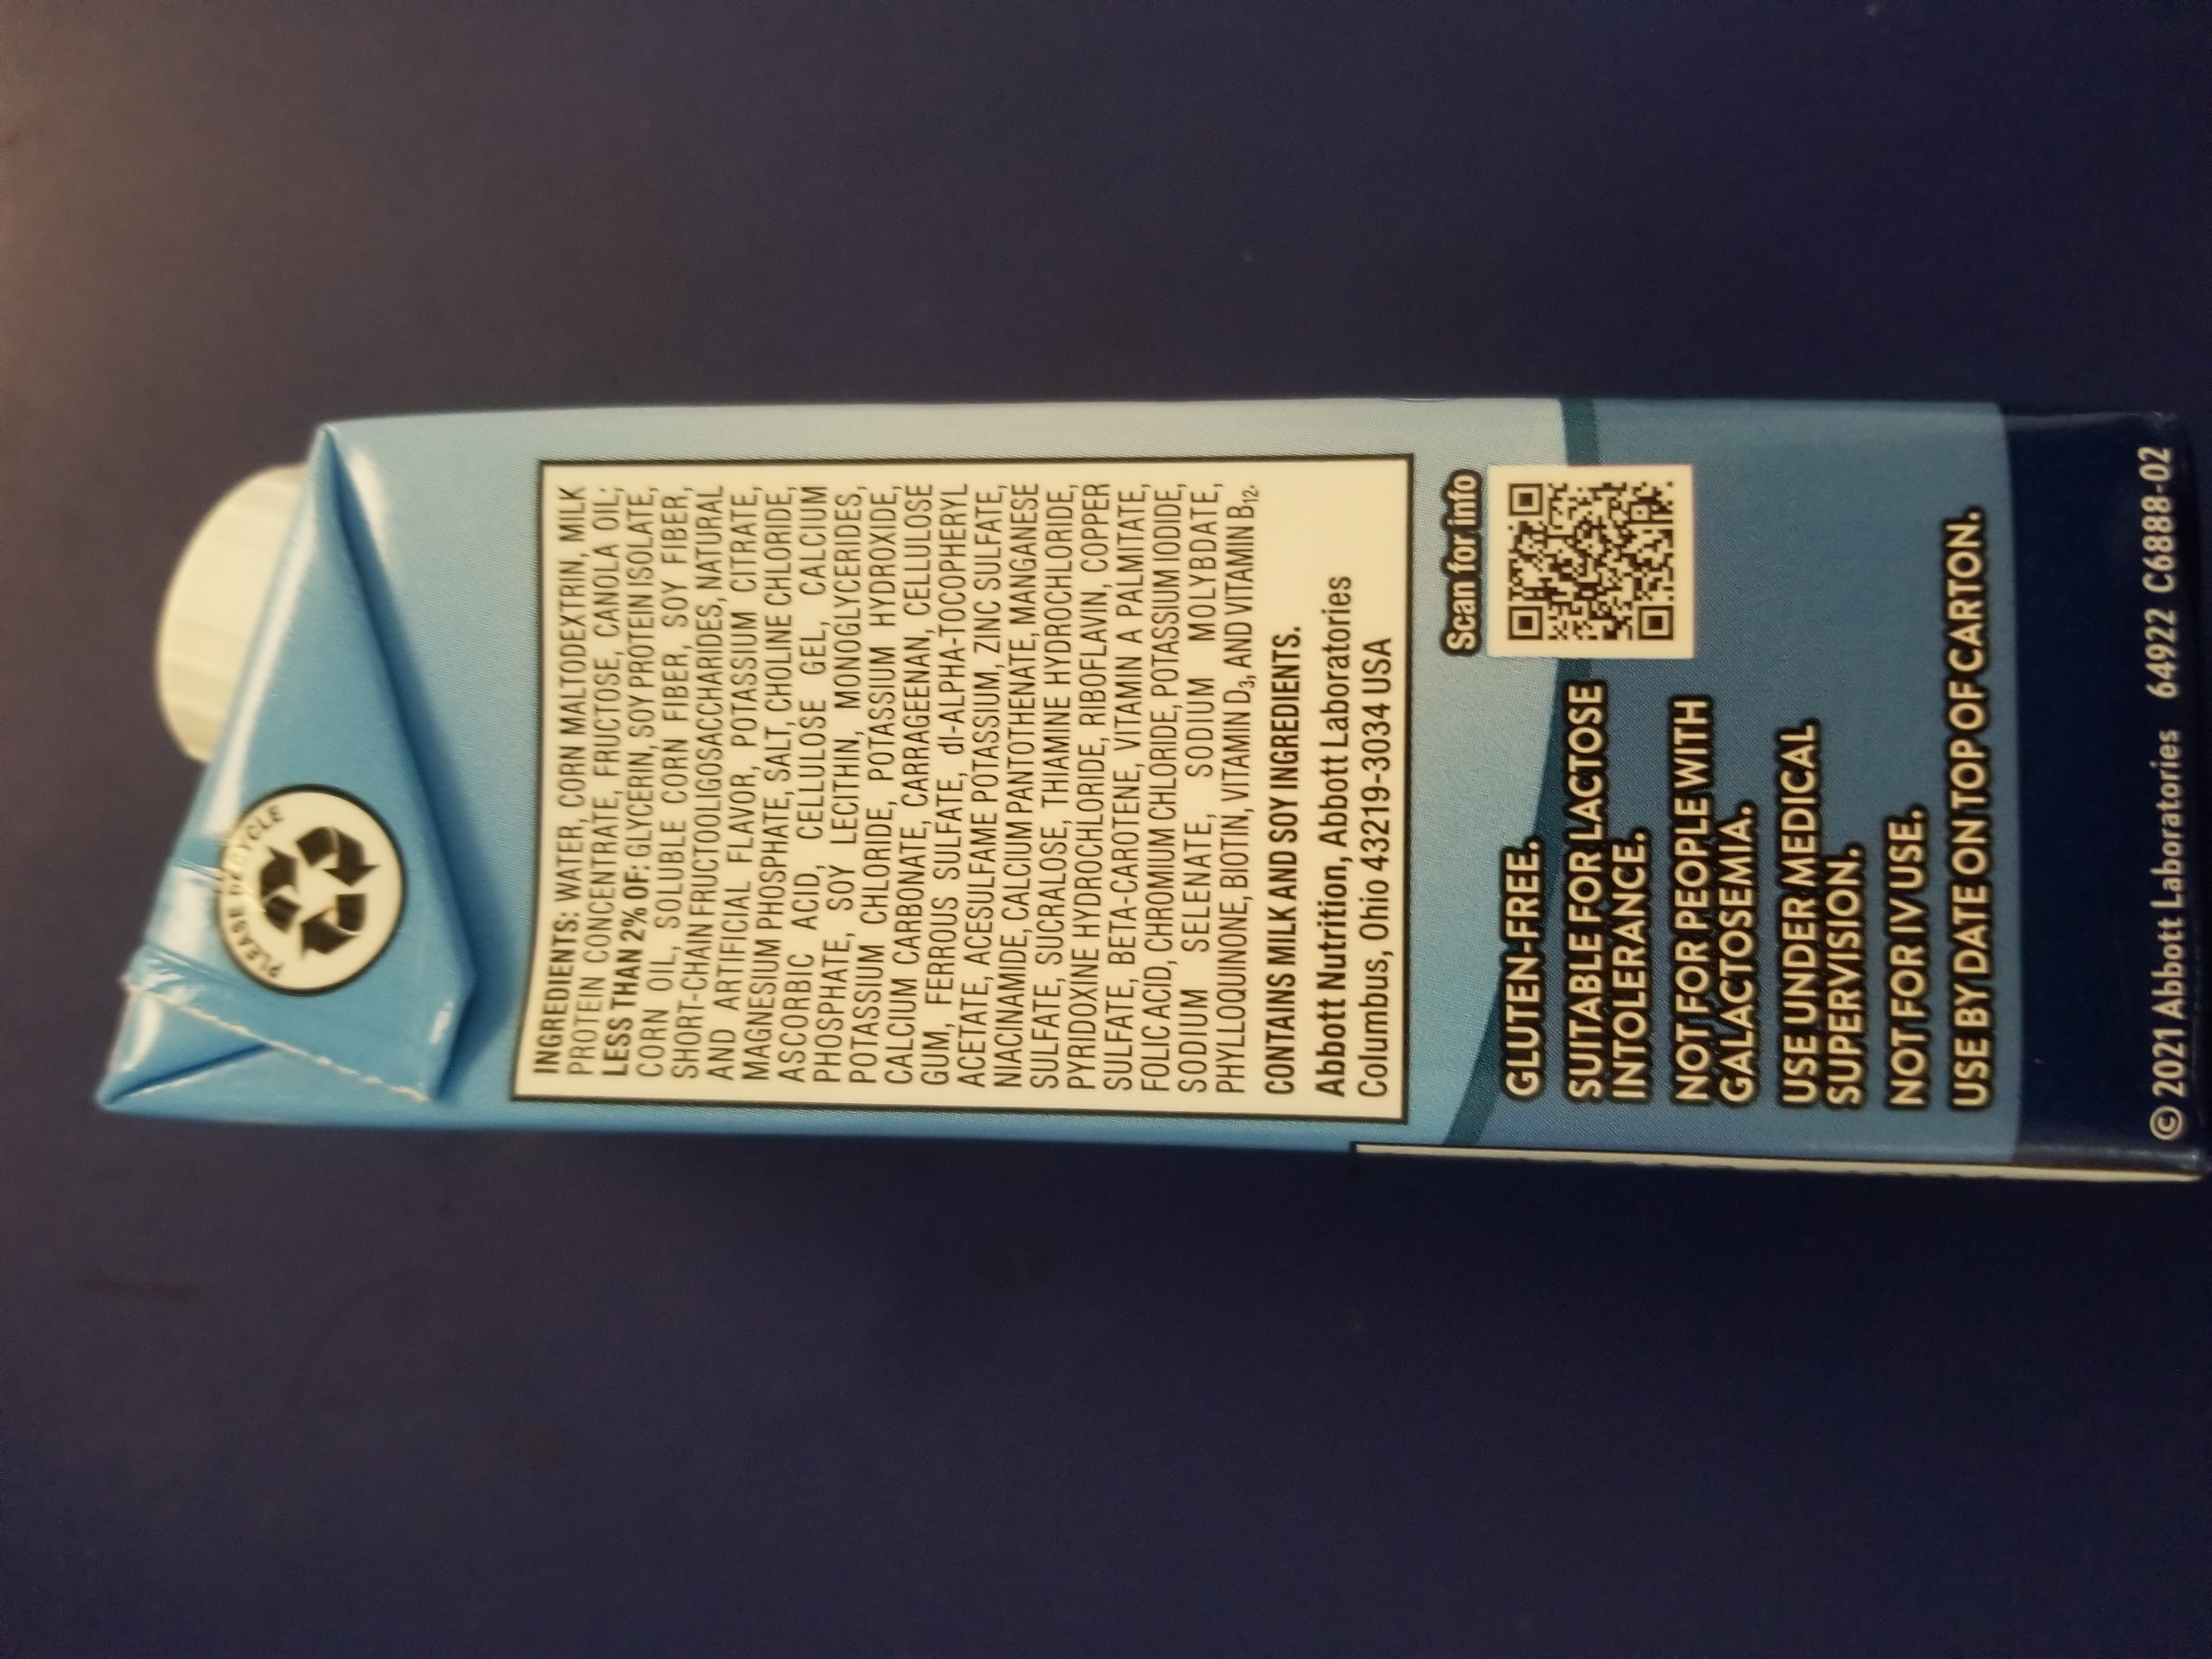 PLEASE RECYCLE
INGREDIENTS: WATER, CORN MALTODEXTRIN, MILK
PROTEIN CONCENTRATE, FRUCTOSE, CANOLA OIL;
LESS THAN 2% OF: GLYCERN, SOY PROTEIN ISOLATE,
CORN OIL, SOLUBLE CORN FIBER, SOY FIBER,
SHORT-CHAIN FRUCTOOLIGOSACCHARIDES, NATURAL
AND ARTIFICIAL FLAVOR, POTASSIUM CITRATE,
MAGNESIUM PHOSPHATE, SALT, CHOLINE CHLORIDE,
ASCORBIC ACID, CELLULOSE GEL, CALCIUM
PHOSPHATE, SOY LECITHIN, MONOGLYCERIDES,
POTASSIUM CHLORIDE, POTASSIUM HYDROXIDE,
CALCIUM CARBONATE, CARRAGEENAN, CELLULOSE
GUM, FERROUS SULFATE, dl-ALPHA-TOCOPHERYL
ACETATE, ACESULFAME POTASSIUM, ZINC SULFATE,
NIACINAMIDE, CALCIUM PANTOTHENATE, MANGANESE
SULFATE, SUCRALOSE, THIAMINE HYDROCHLORIDE,
PYRIDOXINE HYDROCHLORIDE, RIBOFLAVIN, COPPER
SULFATE, BETA-CAROTENE, VITAMIN A PALMITATE,
FOLIC ACID, CHROMIUM CHLORIDE, POTASSIUM IODIDE,
SODIUM SELENATE, SODIUM MOLYBDATE,
PHYLLOQUINONE, BIOTIN, VITAMIN D3, AND VITAMIN B12.
CONTAINS MILK AND SOY INGREDIENTS.
Abbott Nutrition, Abbott Laboratories
Columbus, Ohio 43219-3034 USA
Scan for info
GLUTEN-FREE.
SUITABLE FOR LACTOSE
INTOLERANCE.
NOT FOR PEOPLE WITH
GALACTOSEMIA.
USE UNDER MEDICAL
SUPERVISION.
NOT FOR IV USE.
USE BY DATE ON TOP OF CARTON.
© 2021 Abbott Laboratories 64922 C6888-02